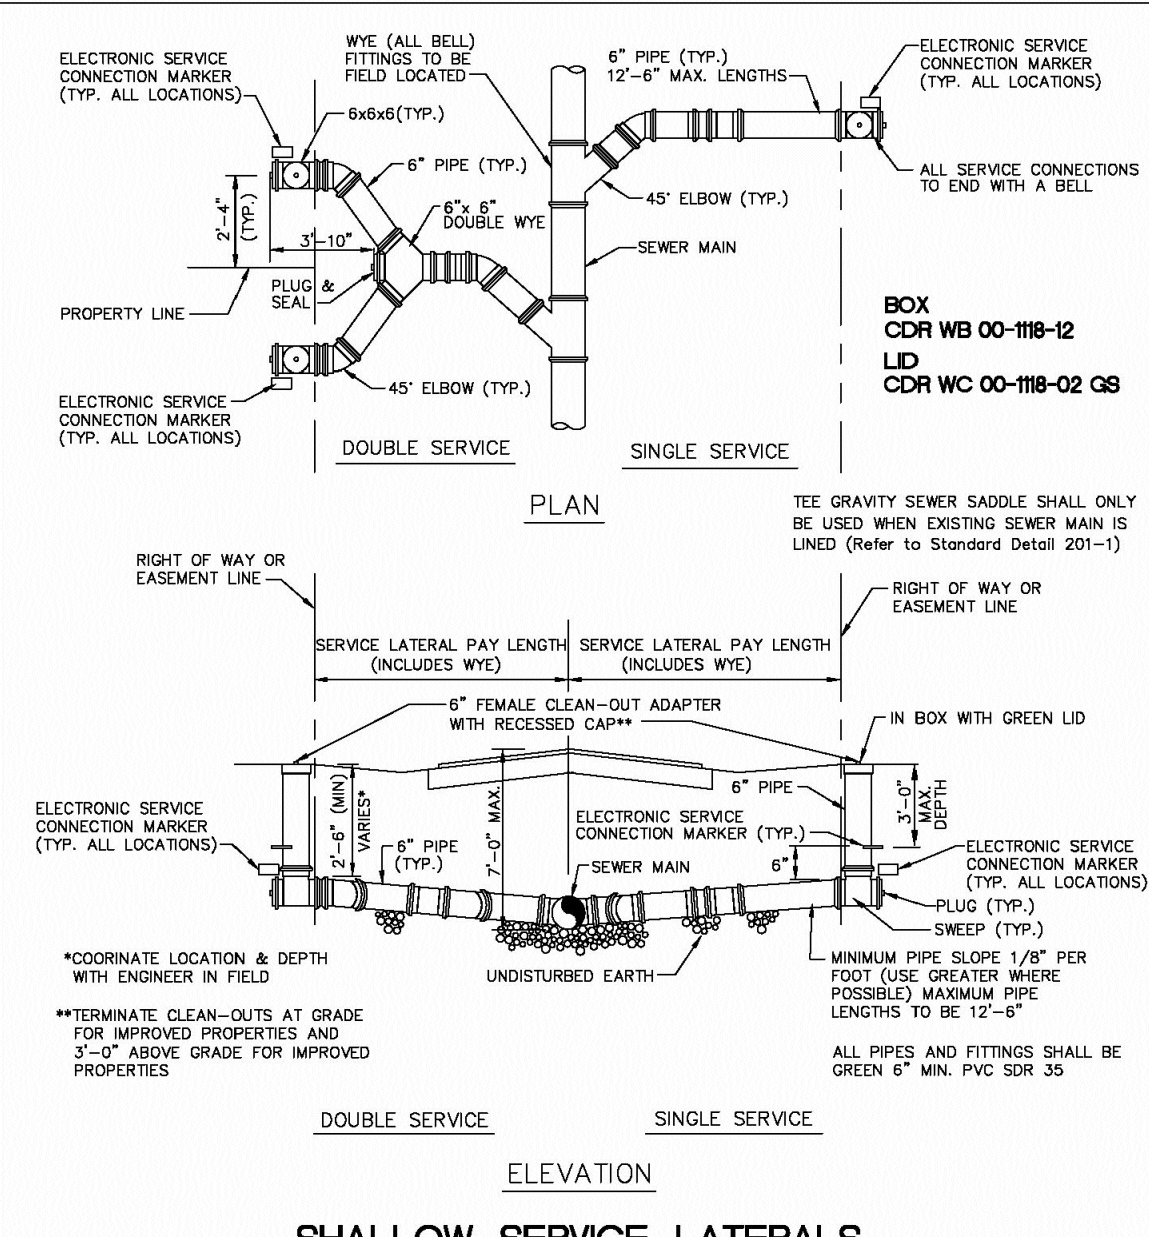 ELECTRONIC SERVICE
CONNECTION MARKER
(TYP. ALL LOCATIONS)
WYE (ALL BELL)
FITTINGS TO BE
FIELD LOCATED
6" PIPE (TYP.)
12'-6" MAX. LENGTHS
ELECTRONIC SERVICE
CONNECTION MARKER
(TYP. ALL LOCATIONS)
6x6x6(TYP.)
6" PIPE (TYP.)
ALL SERVICE CONNECTIONS
TO END WITH A BELL
2'-4"
(TYP.)
6"x 6"
DOUBLE WYE
45° ELBOW (TYP.)
3'-10"
SEWER MAIN
PLUG &
SEAL
PROPERTY LINE
BOX
CDR WB 00-1118-12
LID
CDR WC 00-1118-02 GS
45° ELBOW (TYP.)
ELECTRONIC SERVICE
CONNECTION MARKER
(TYP. ALL LOCATIONS)
DOUBLE SERVICE
SINGLE SERVICE
PLAN
TEE GRAVITY SEWER SADDLE SHALL ONLY
BE USED WHEN EXISTING SEWER MAIN IS
LINED (Refer to Standard Detail 201-1)
RIGHT OF WAY OR
EASEMENT LINE
RIGHT OF WAY OR
EASEMENT LINE
SERVICE LATERAL PAY LENGTH
(INCLUDES WYE)
SERVICE LATERAL PAY LENGTH
(INCLUDES WYE)
6" FEMALE CLEAN-OUT ADAPTER
WITH RECESSED CAP**
IN BOX WITH GREEN LID
2'-6" (MIN)
VARIES*
7'-0" MAX.
6" PIPE
3'-0"
MAX.
DEPTH
ELECTRONIC SERVICE
CONNECTION MARKER
(TYP. ALL LOCATIONS)
ELECTRONIC SERVICE
CONNECTION MARKER (TYP.)
6" PIPE
(TYP.)
6"
SEWER MAIN
ELECTRONIC SERVICE
CONNECTION MARKER
(TYP. ALL LOCATIONS)
PLUG (TYP.)
SWEEP (TYP.)
*COORINATE LOCATION & DEPTH
WITH ENGINEER IN FIELD
UNDISTURBED EARTH
MINIMUM PIPE SLOPE 1/8" PER
FOOT (USE GREATER WHERE
POSSIBLE) MAXIMUM PIPE
LENGTHS TO BE 12'-6"
**TERMINATE CLEAN-OUTS AT GRADE
FOR IMPROVED PROPERTIES AND
3'-0" ABOVE GRADE FOR IMPROVED
PROPERTIES
ALL PIPES AND FITTINGS SHALL BE
GREEN 6" MIN. PVC SDR 35
DOUBLE SERVICE
SINGLE SERVICE
ELEVATION
SHALLOW SERVICE LATERALS